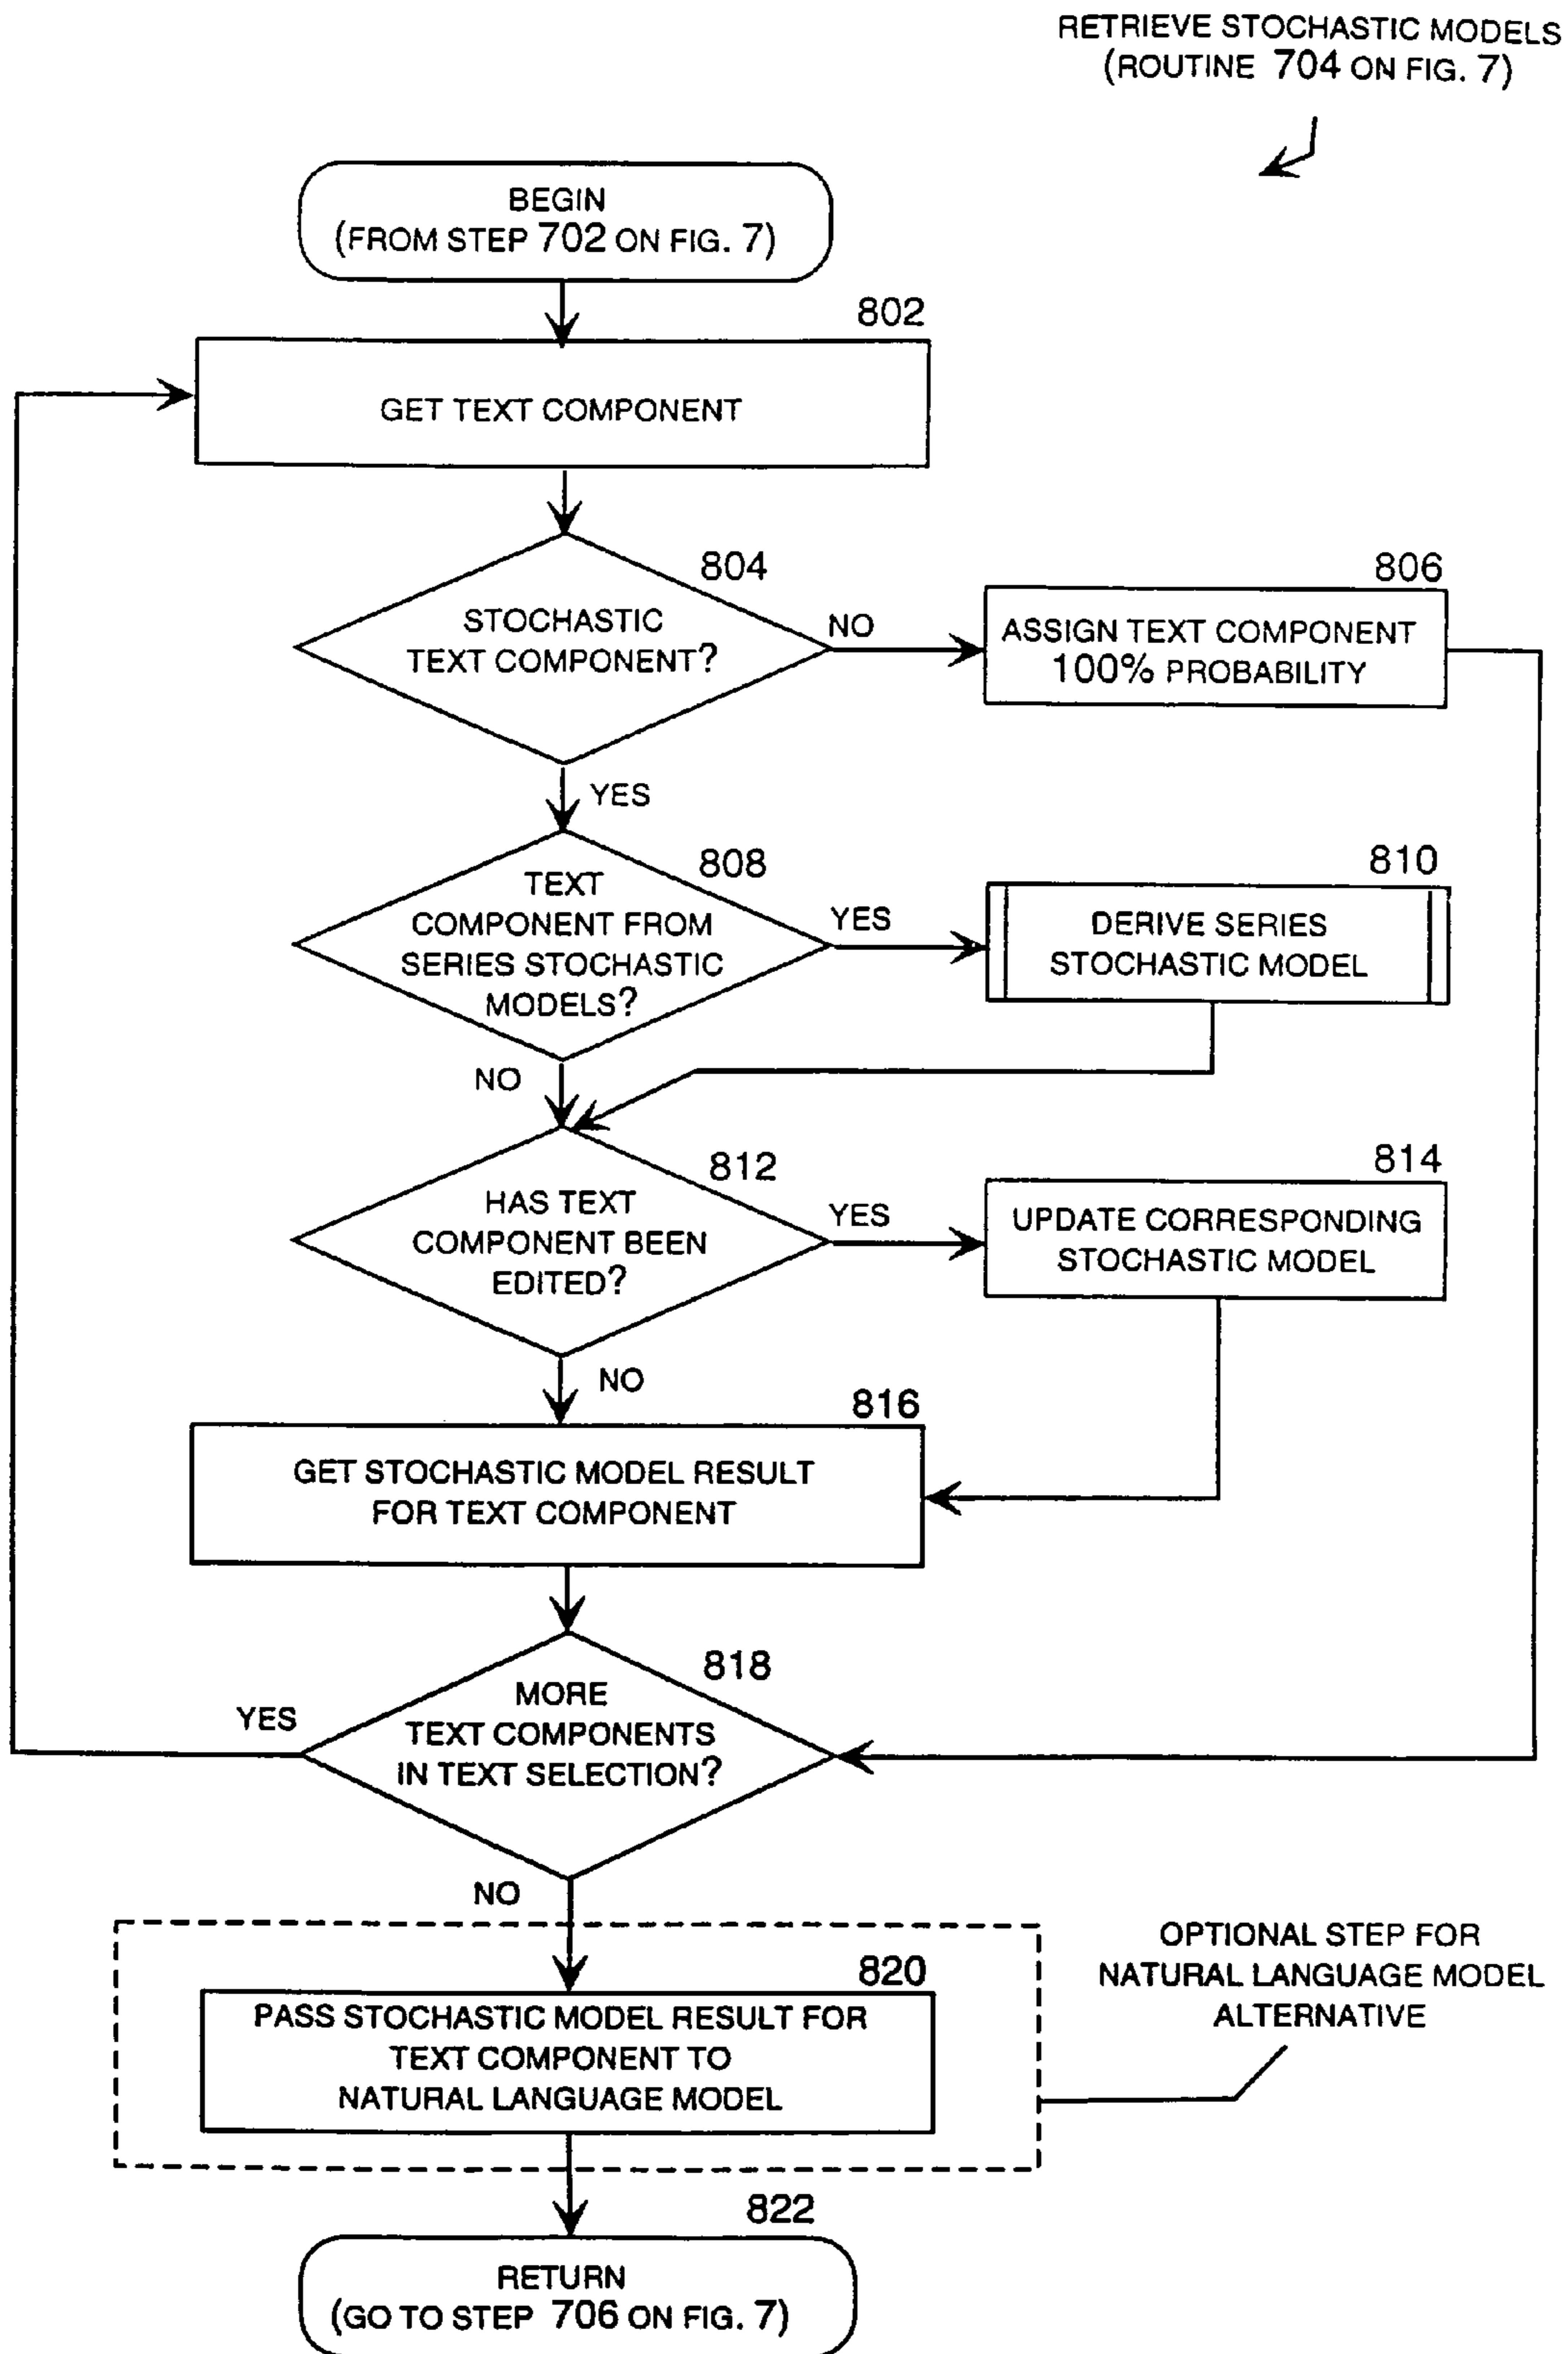 RETRIEVE STOCHASTIC MODELS
(ROUTINE 704 ON FIG. 7)
BEGIN
(FROM STEP 702 ON FIG. 7)
802
GET TEXT COMPONENT
804
STOCHASTIC
TEXT COMPONENT?
NO
806
ASSIGN TEXT COMPONENT
100% PROBABILITY
YES
808
TEXT
COMPONENT FROM
SERIES STOCHASTIC
MODELS?
YES
810
DERIVE SERIES
STOCHASTIC MODEL
NO
812
HAS TEXT
COMPONENT BEEN
EDITED?
YES
814
UPDATE CORRESPONDING
STOCHASTIC MODEL
NO
816
GET STOCHASTIC MODEL RESULT
FOR TEXT COMPONENT
818
MORE
TEXT COMPONENTS
IN TEXT SELECTION?
YES
NO
820
PASS STOCHASTIC MODEL RESULT FOR
TEXT COMPONENT TO
NATURAL LANGUAGE MODEL
OPTIONAL STEP FOR
NATURAL LANGUAGE MODEL
ALTERNATIVE
822
RETURN
(GO TO STEP 706 ON FIG. 7)